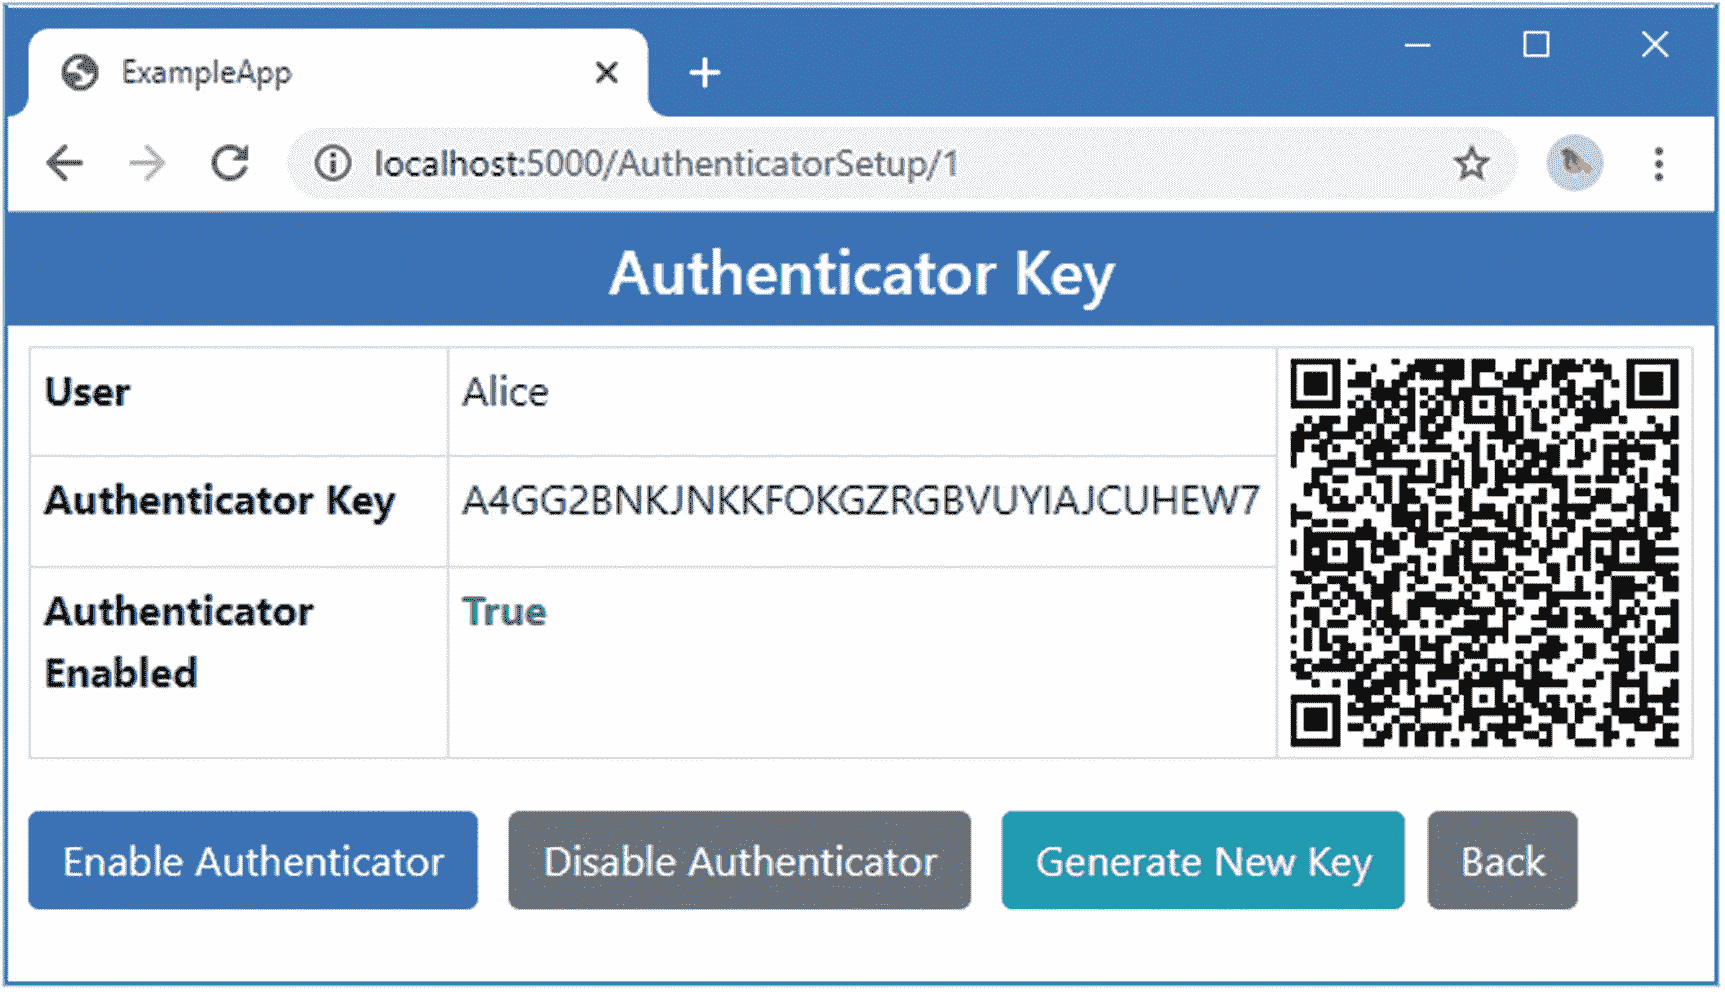 ExampleApp
localhost:5000/AuthenticatorSetup/1
Authenticator Key
User Alice
Authenticator Key A4GG2BNKJNKKFOKGZRGBVUYIAJCUHEW7
Authenticator True
Enabled
Enable Authenticator Disable Authenticator Generate New Key Back